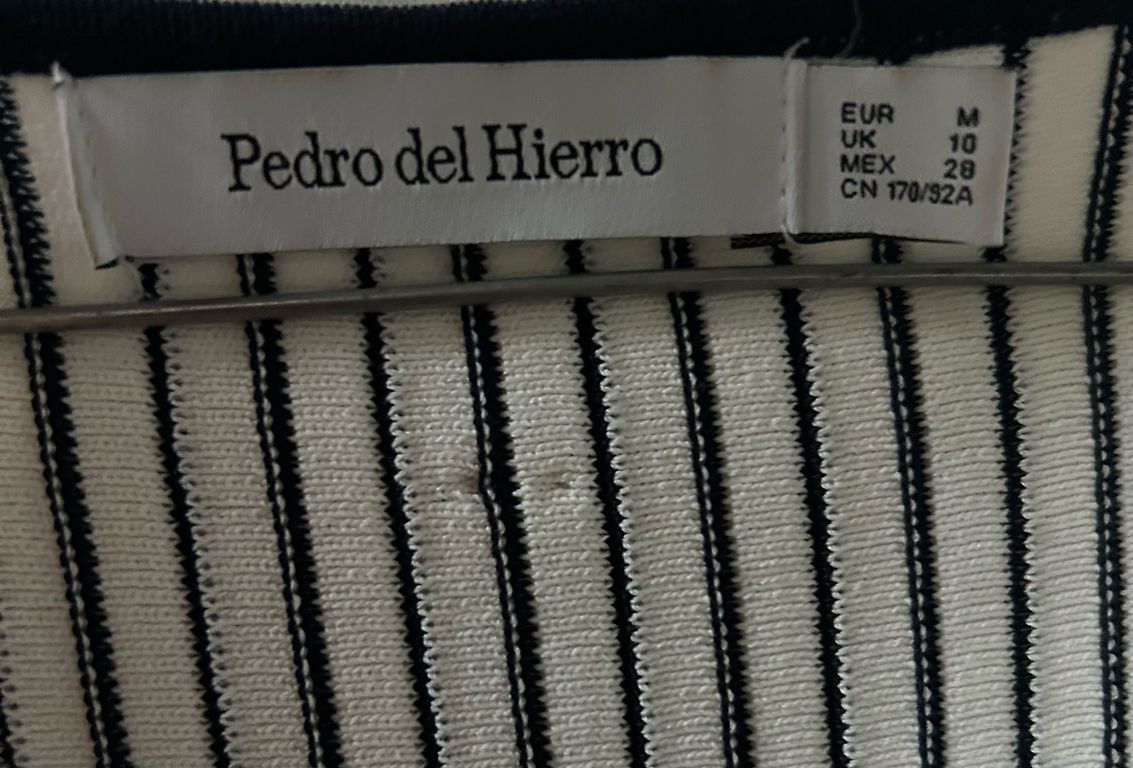 Pedro del Hierro
EUR M
UK 10
MEX 28
CN 170/92A